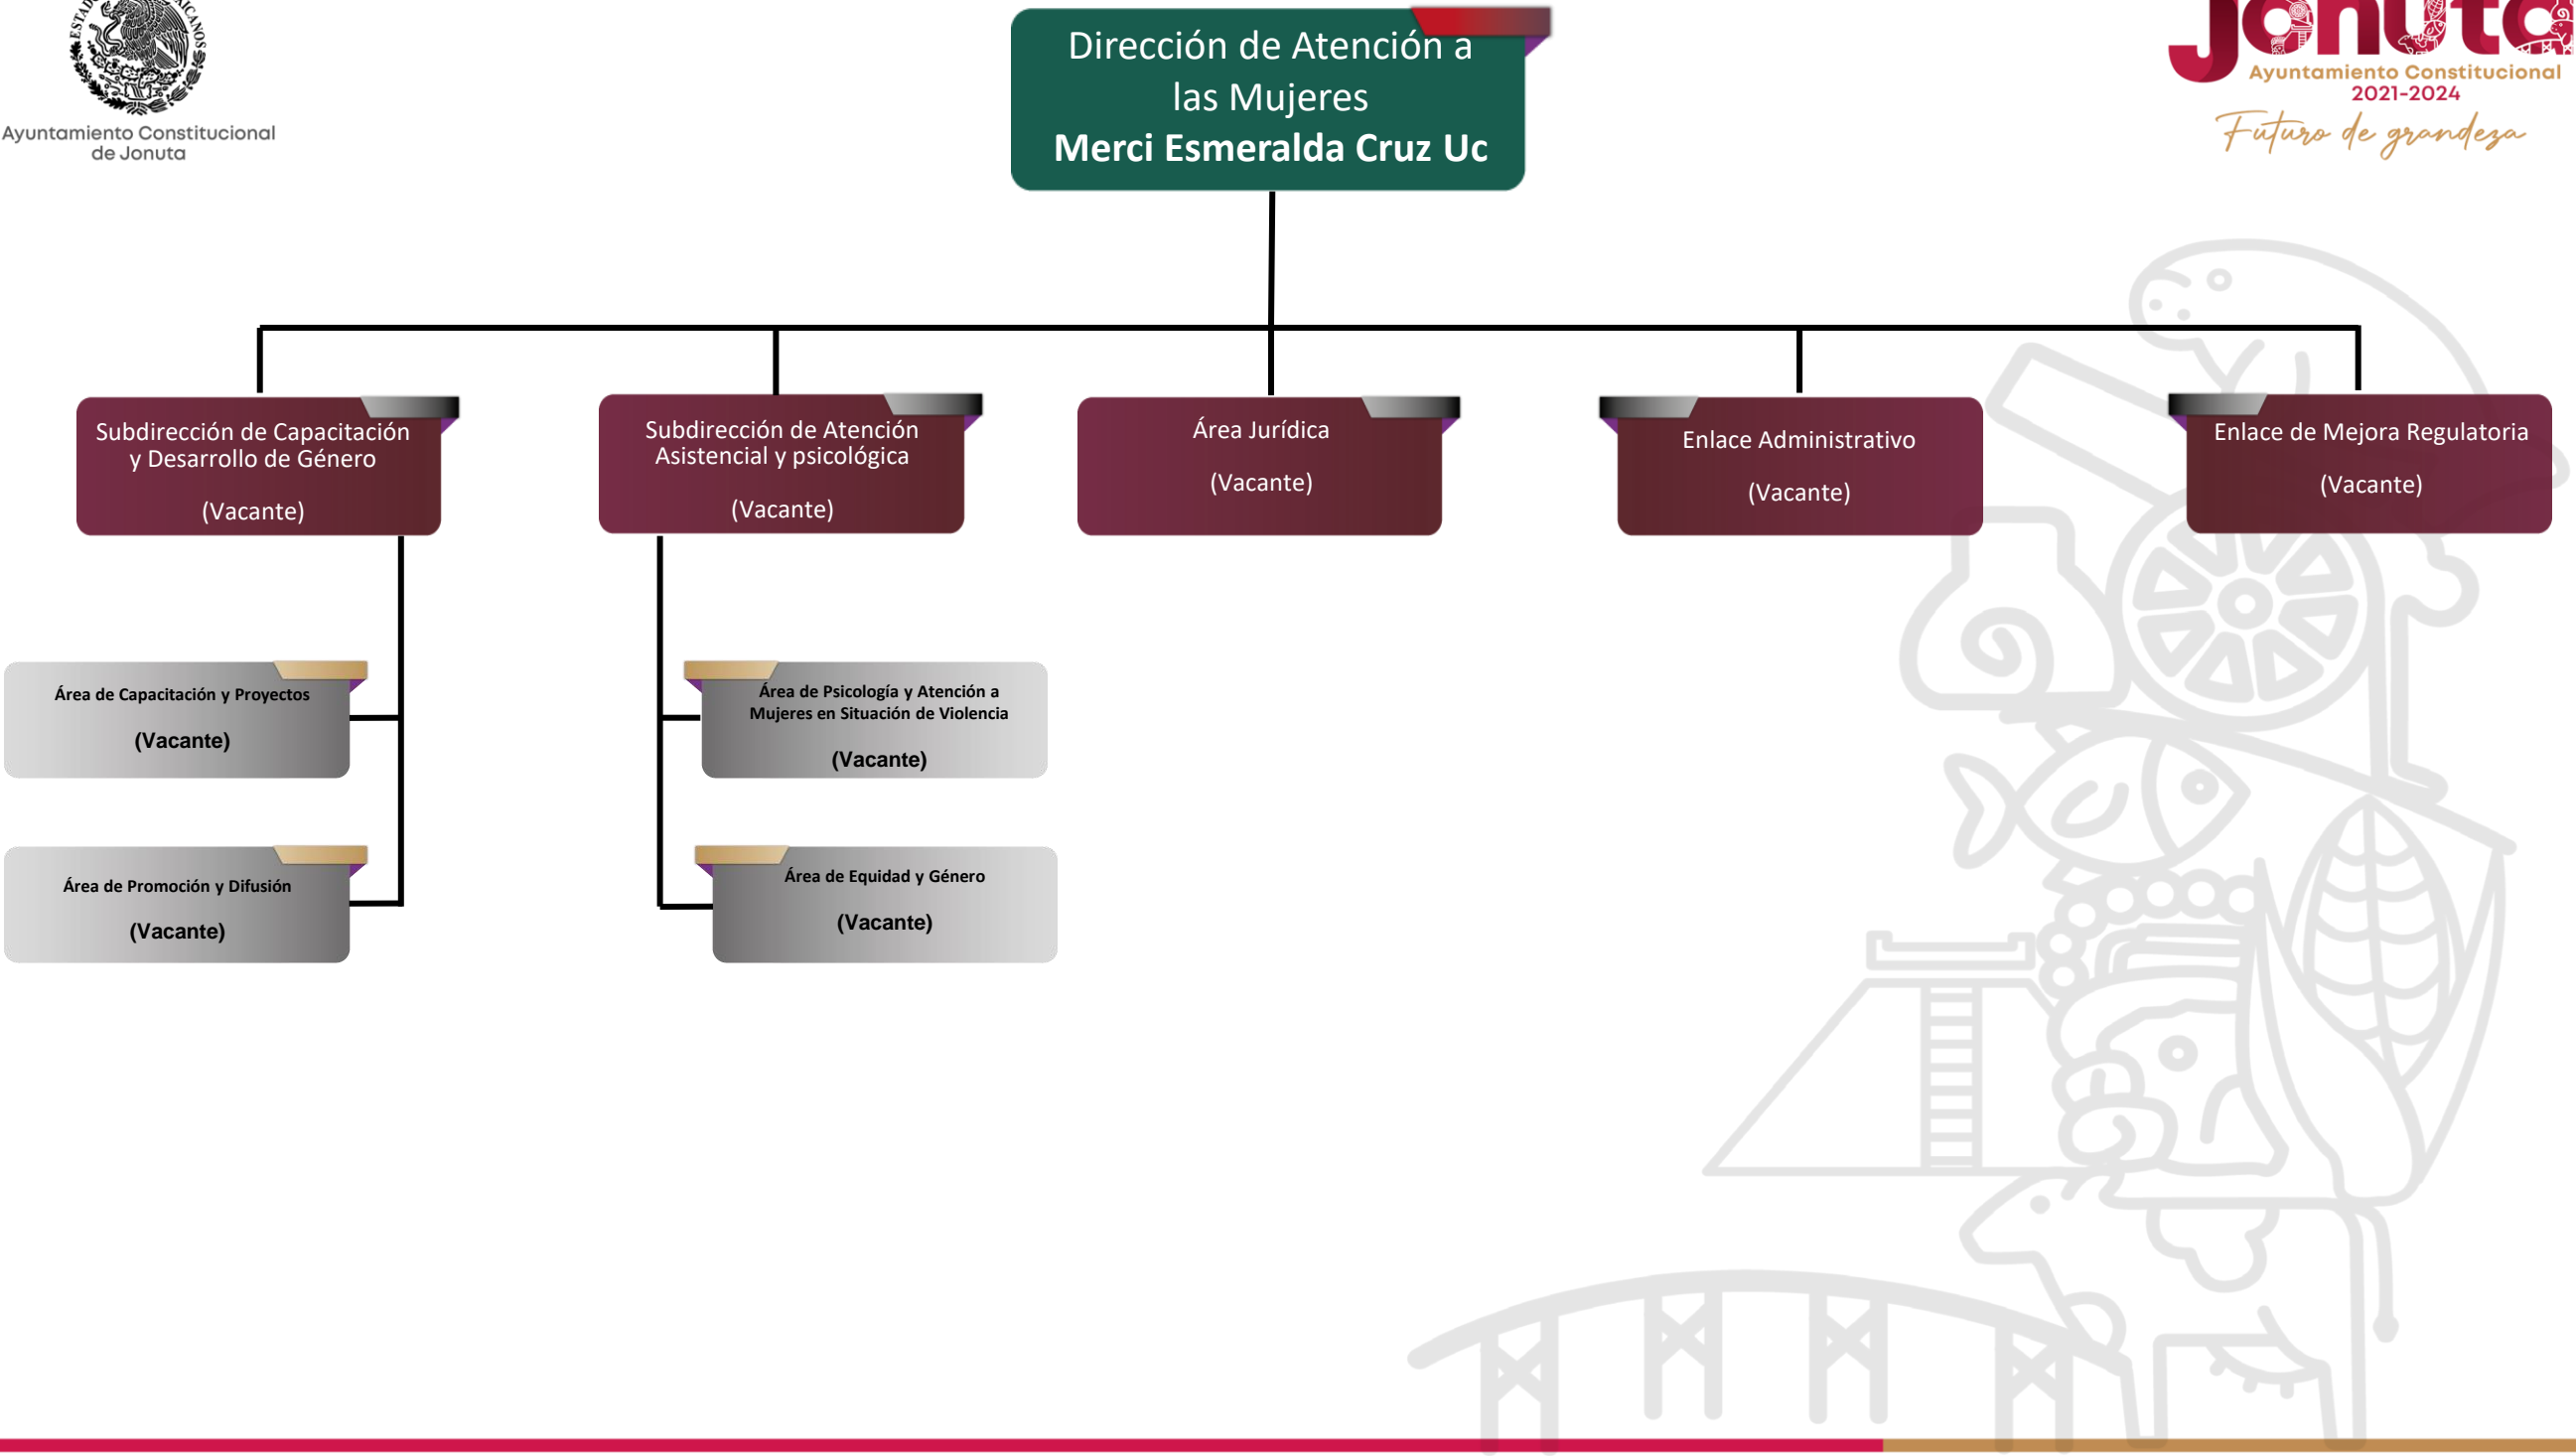 Ayuntamiento Constitucional
de Jonuta
Dirección de Atención a
las Mujeres
Merci Esmeralda Cruz Uc
Jonuta
Ayuntamiento Constitucional
2021-2024
Futuro de grandeza
Subdirección de Capacitación
y Desarrollo de Género
(Vacante)
Subdirección de Atención
Asistencial y psicológica
(Vacante)
Área Jurídica
(Vacante)
Enlace Administrativo
(Vacante)
Enlace de Mejora Regulatoria
(Vacante)
Área de Capacitación y Proyectos
(Vacante)
Área de Psicología y Atención a
Mujeres en Situación de Violencia
(Vacante)
Área de Promoción y Difusión
(Vacante)
Área de Equidad y Género
(Vacante)